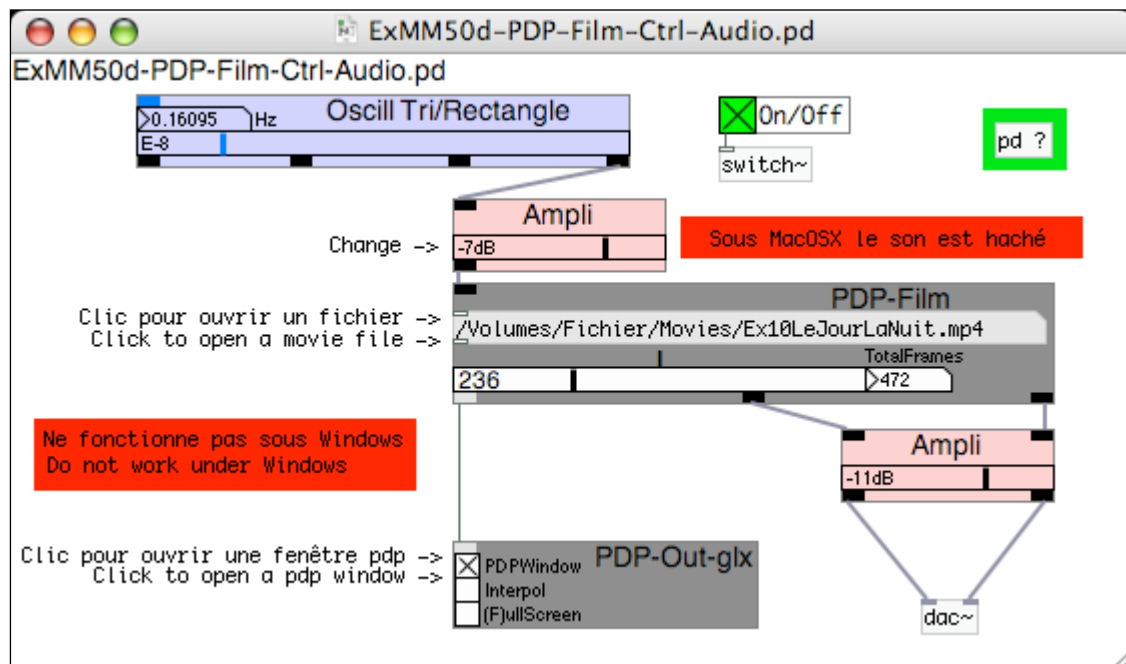 ExMM50d-PDP-Film-Ctrl-Audio.pd
ExMM50d-PDP-Film-Ctrl-Audio.pd
Oscill Tri/Rectangle
0.16095 Hz
E-8
On/Off
switch~
pd ?
Ampli
Change -> -7dB
Sous MacOSX le son est haché
PDP-Film
Clic pour ouvrir un fichier ->
Click to open a movie file ->
/Volumes/Fichier/Movies/Ex10LeJourLaNuit.mp4
TotalFrames
236
472
Ne fonctionne pas sous Windows
Do not work under Windows
Ampli
-11dB
Clic pour ouvrir une fenêtre pdp ->
Click to open a pdp window ->
PDP-Out-glx
PDPWindow
Interpol
(F)ullScreen
dac~